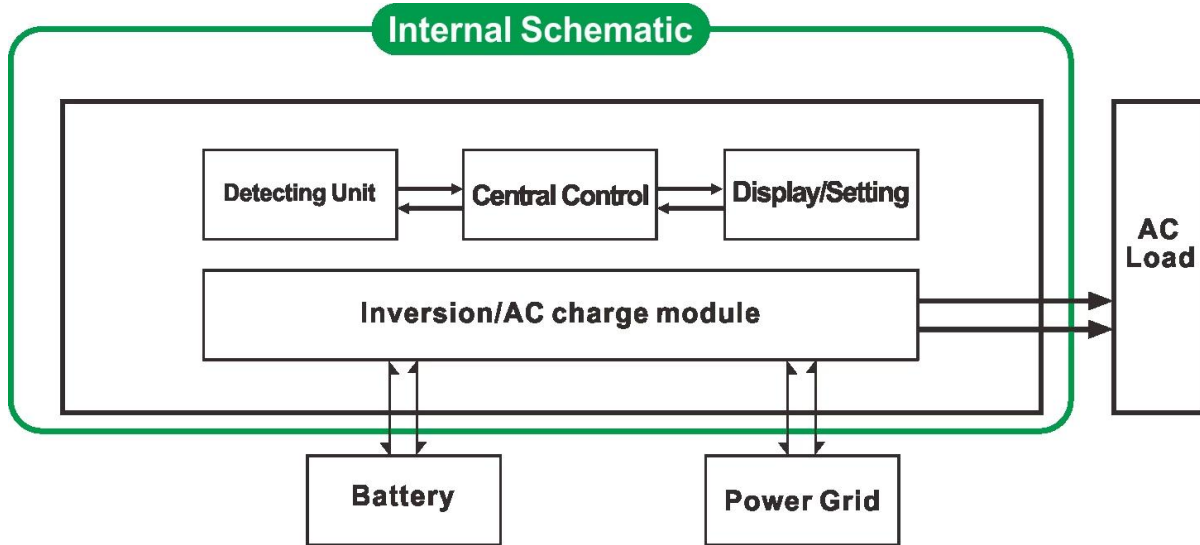 Internal Schematic
Detecting Unit
Central Control
Display/Setting
AC
Load
Inversion/AC charge module
Battery
Power Grid